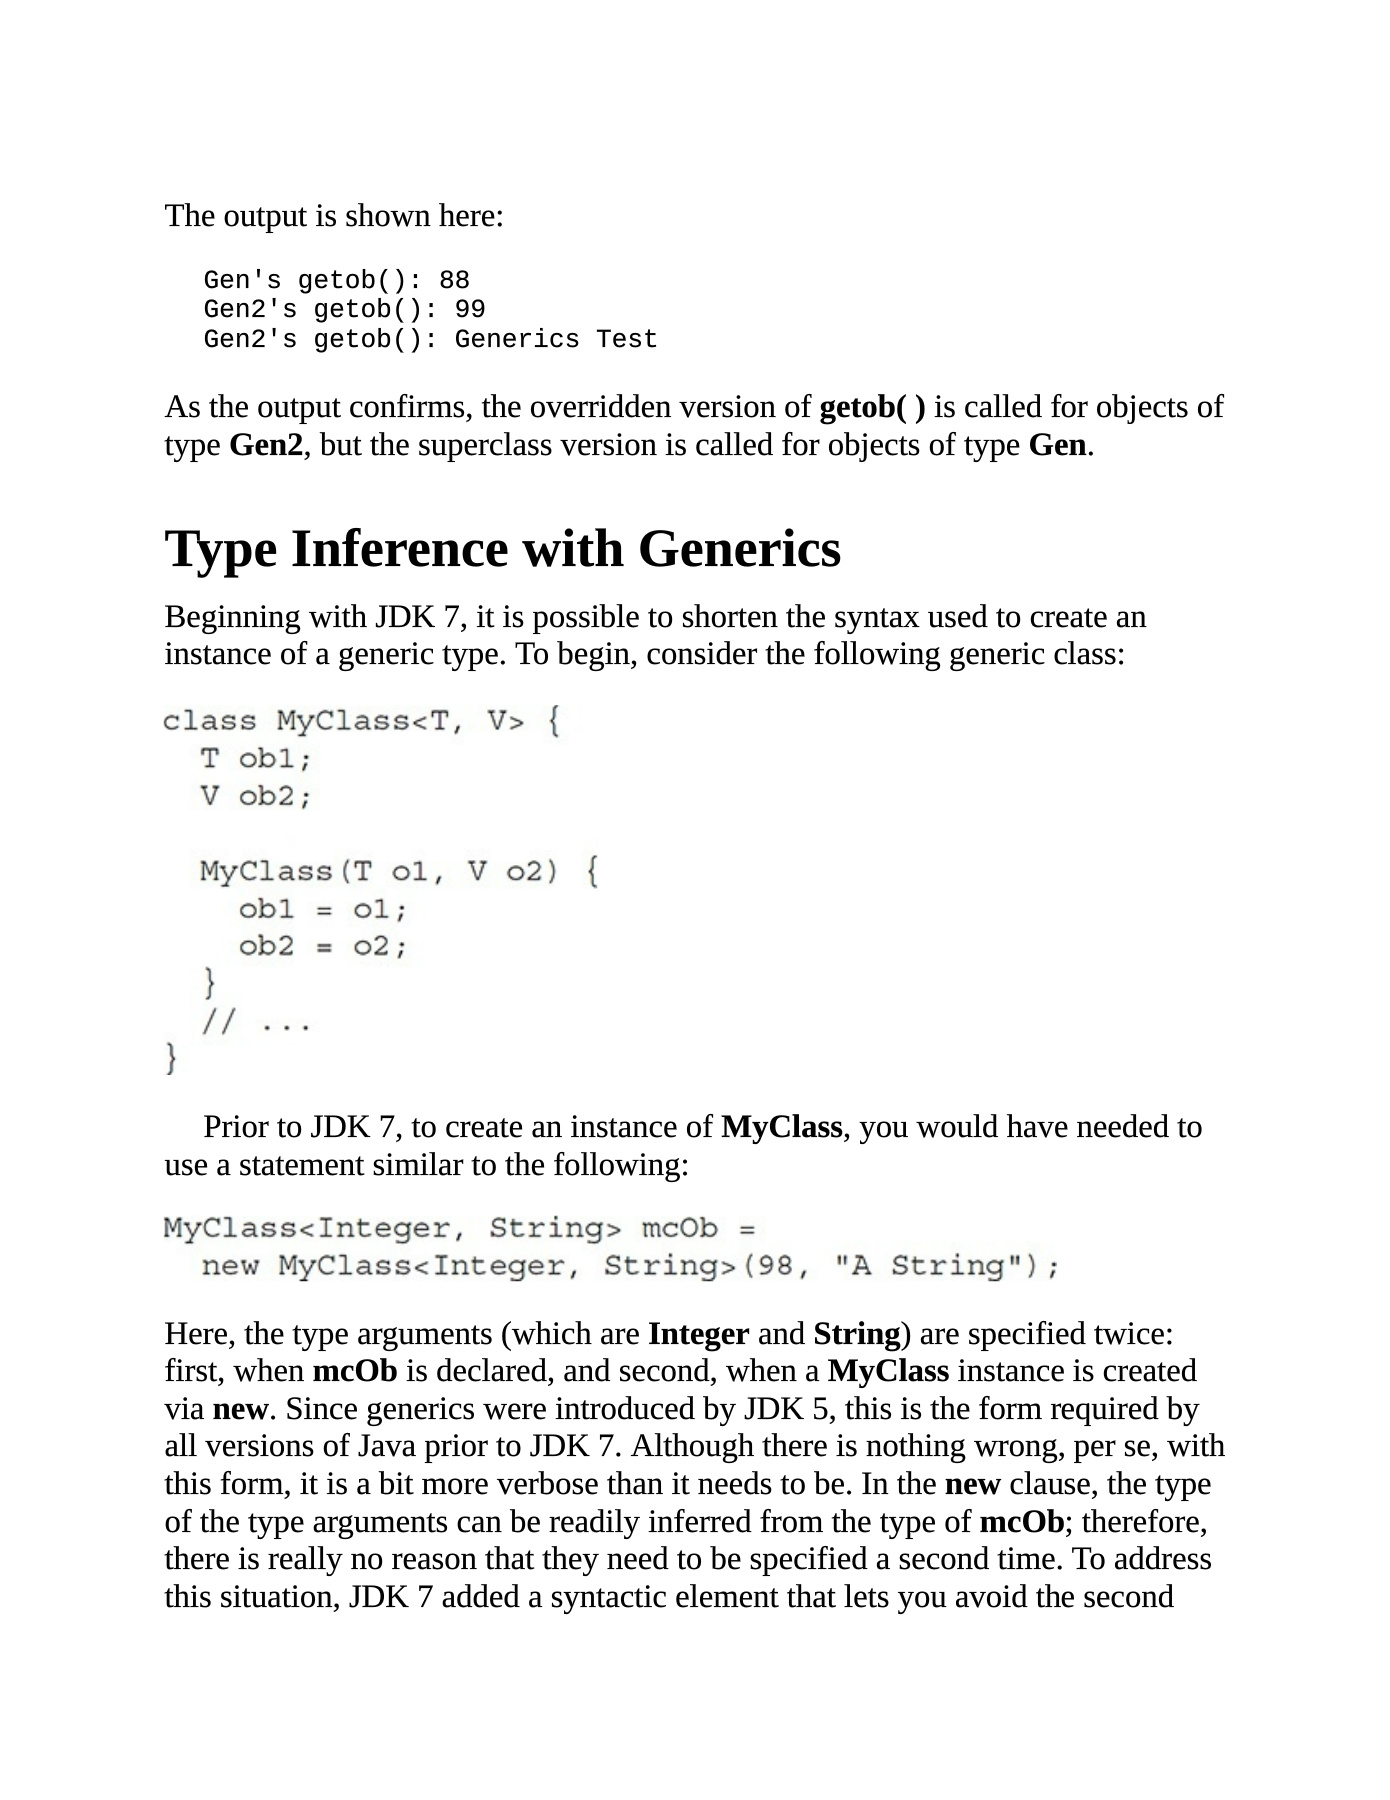 The output is shown here:
Gen's getob(): 88
Gen2's getob(): 99
Gen2's getob(): Generics Test
As the output confirms, the overridden version of getob( ) is called for objects of
type Gen2, but the superclass version is called for objects of type Gen.
Type Inference with Generics
Beginning with JDK 7, it is possible to shorten the syntax used to create an
instance of a generic type. To begin, consider the following generic class:
class MyClass<T, V> {
  T ob1;
  V ob2;

  MyClass(T o1, V o2) {
    ob1 = o1;
    ob2 = o2;
  }
  // ...
}
Prior to JDK 7, to create an instance of MyClass, you would have needed to
use a statement similar to the following:
MyClass<Integer, String> mcOb =
  new MyClass<Integer, String>(98, "A String");
Here, the type arguments (which are Integer and String) are specified twice:
first, when mcOb is declared, and second, when a MyClass instance is created
via new. Since generics were introduced by JDK 5, this is the form required by
all versions of Java prior to JDK 7. Although there is nothing wrong, per se, with
this form, it is a bit more verbose than it needs to be. In the new clause, the type
of the type arguments can be readily inferred from the type of mcOb; therefore,
there is really no reason that they need to be specified a second time. To address
this situation, JDK 7 added a syntactic element that lets you avoid the second